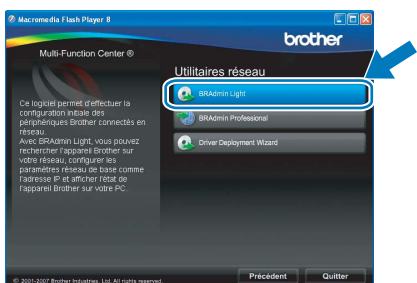 Macromedia Flash Player 8
brother
Multi-Function Center ®
Utilitaires réseau
BRAdmin Light
BRAdmin Professional
Driver Deployment Wizard
Ce logiciel permet d'effectuer la
configuration initiale des
périphériques Brother connectés en
réseau.
Avec BRAdmin Light, vous pouvez
rechercher l'appareil Brother sur
votre réseau, configurer les
paramètres réseau de base comme
l'adresse IP et afficher l'état de
l'appareil Brother sur votre PC.
Précédent
Quitter
© 2001-2007 Brother Industries, Ltd. All rights reserved.